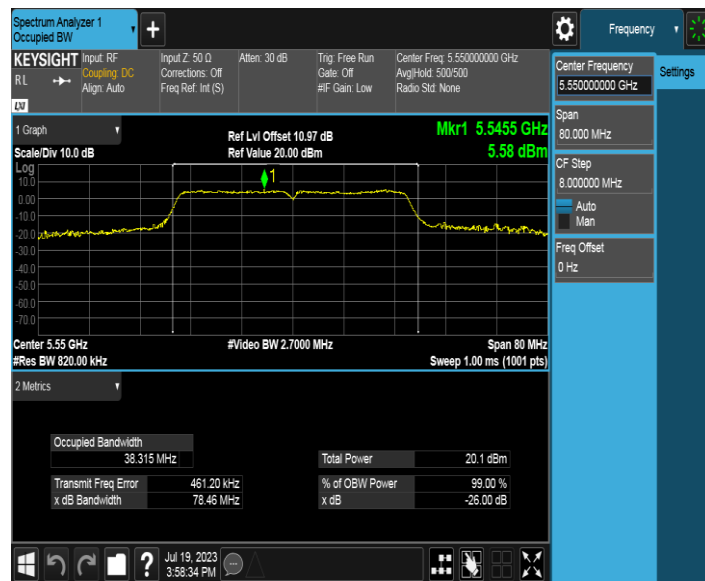 Spectrum Analyzer 1
Occupied BW
Frequency
KEYSIGHT
RL
LXI
Input: RF
Coupling: DC
Align: Auto
Input Z: 50 Ω
Corrections: Off
Freq Ref: Int (S)
Atten: 30 dB
Trig: Free Run
Gate: Off
#IF Gain: Low
Center Freq: 5.550000000 GHz
Avg|Hold: 500/500
Radio Std: None
Center Frequency
5.550000000 GHz
Settings
Span
80.000 MHz
CF Step
8.000000 MHz
Auto
Man
Freq Offset
0 Hz
1 Graph
Scale/Div 10.0 dB
Ref Lvl Offset 10.97 dB
Ref Value 20.00 dBm
Mkr1 5.5455 GHz
5.58 dBm
Log
10.0
0.00
-10.0
-20.0
-30.0
-40.0
-50.0
-60.0
-70.0
1
Center 5.55 GHz
#Video BW 2.7000 MHz
Span 80 MHz
#Res BW 820.00 kHz
Sweep 1.00 ms (1001 pts)
2 Metrics
Occupied Bandwidth
38.315 MHz
Total Power 20.1 dBm
Transmit Freq Error 461.20 kHz
% of OBW Power 99.00 %
x dB Bandwidth 78.46 MHz
x dB -26.00 dB
?
Jul 19, 2023
3:58:34 PM